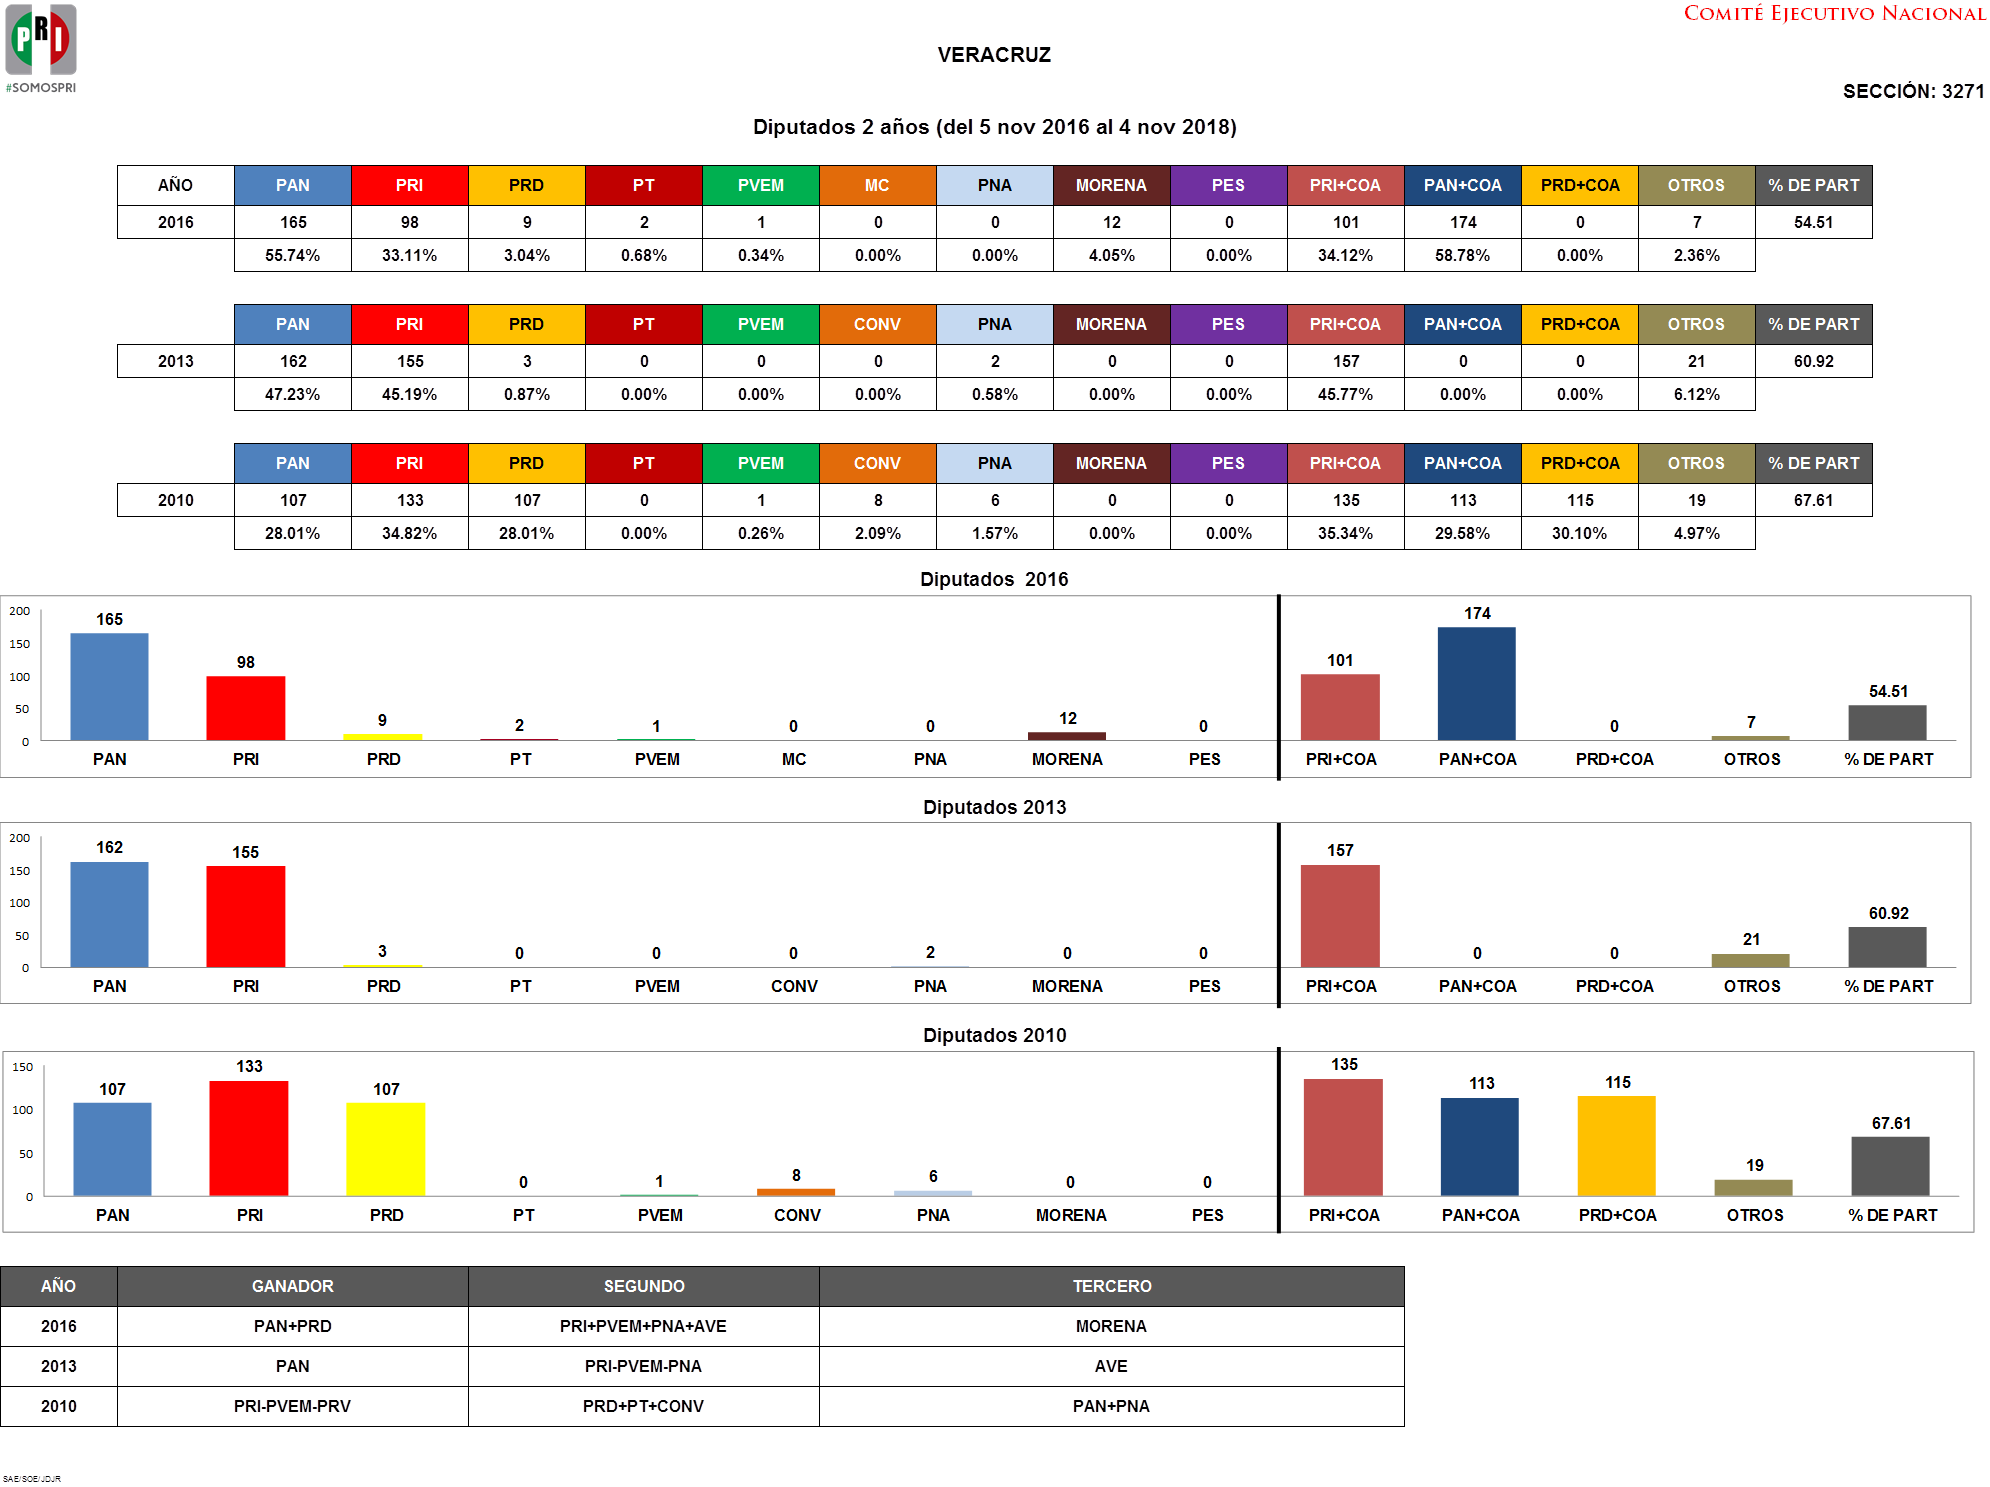 PRI
#SOMOSPRI
COMITÉ EJECUTIVO NACIONAL
VERACRUZ
SECCIÓN: 3271
Diputados 2 años (del 5 nov 2016 al 4 nov 2018)
AÑO PAN PRI PRD PT PVEM MC PNA MORENA PES PRI+COA PAN+COA PRD+COA OTROS % DE PART
2016 165 98 9 2 1 0 0 12 0 101 174 0 7 54.51
55.74% 33.11% 3.04% 0.68% 0.34% 0.00% 0.00% 4.05% 0.00% 34.12% 58.78% 0.00% 2.36%
PAN PRI PRD PT PVEM CONV PNA MORENA PES PRI+COA PAN+COA PRD+COA OTROS % DE PART
2013 162 155 3 0 0 0 2 0 0 157 0 0 21 60.92
47.23% 45.19% 0.87% 0.00% 0.00% 0.00% 0.58% 0.00% 0.00% 45.77% 0.00% 0.00% 6.12%
PAN PRI PRD PT PVEM CONV PNA MORENA PES PRI+COA PAN+COA PRD+COA OTROS % DE PART
2010 107 133 107 0 1 8 6 0 0 135 113 115 19 67.61
28.01% 34.82% 28.01% 0.00% 0.26% 2.09% 1.57% 0.00% 0.00% 35.34% 29.58% 30.10% 4.97%
Diputados 2016
200
150
100
50
0
165 98 9 2 1 0 0 12 0 101 174 0 7 54.51
PAN PRI PRD PT PVEM MC PNA MORENA PES PRI+COA PAN+COA PRD+COA OTROS % DE PART
Diputados 2013
200
150
100
50
0
162 155 3 0 0 0 2 0 0 157 0 0 21 60.92
PAN PRI PRD PT PVEM CONV PNA MORENA PES PRI+COA PAN+COA PRD+COA OTROS % DE PART
Diputados 2010
150
100
50
0
107 133 107 0 1 8 6 0 0 135 113 115 19 67.61
PAN PRI PRD PT PVEM CONV PNA MORENA PES PRI+COA PAN+COA PRD+COA OTROS % DE PART
AÑO GANADOR SEGUNDO TERCERO
2016 PAN+PRD PRI+PVEM+PNA+AVE MORENA
2013 PAN PRI-PVEM-PNA AVE
2010 PRI-PVEM-PRV PRD+PT+CONV PAN+PNA
SAE/SOE/JDJR